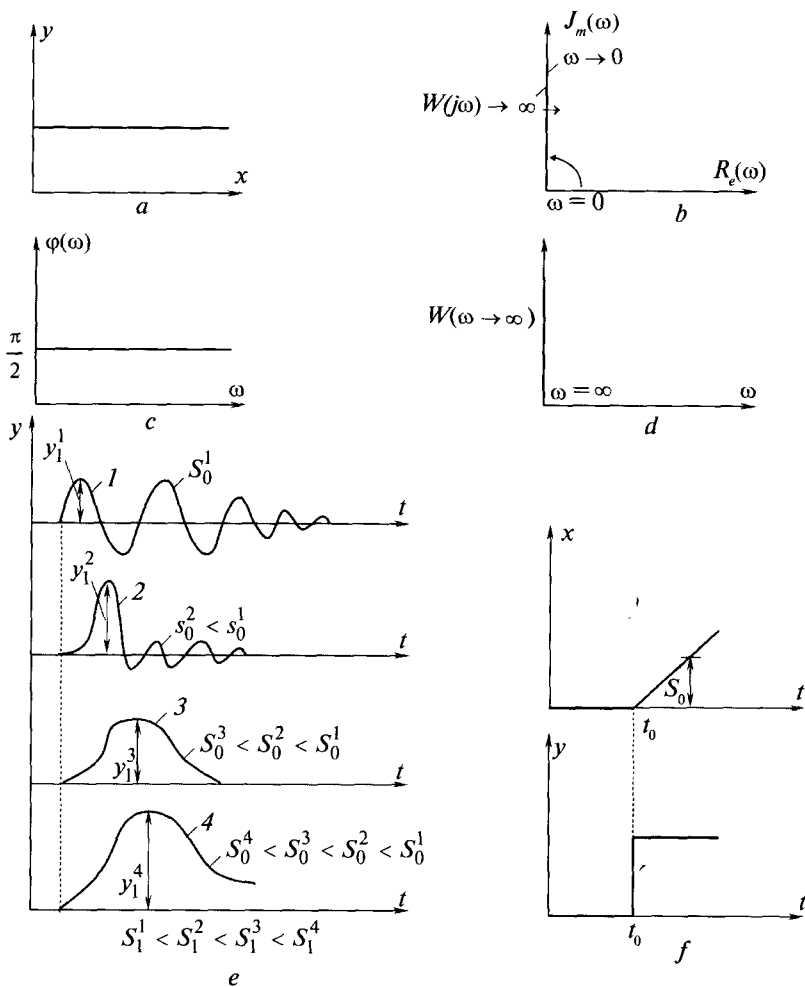 y
x
a
J_m(ω)
ω → 0
W(jω) → ∞
R_e(ω)
ω = 0
b
φ(ω)
π/2
ω
c
W(ω → ∞)
ω = ∞
ω
d
y
y_1^1
1
S_0^1
t
y_1^2
2
s_0^2 < s_0^1
t
3
S_0^3 < S_0^2 < S_0^1
y_1^3
t
4
S_0^4 < S_0^3 < S_0^2 < S_0^1
y_1^4
t
S_1^1 < S_1^2 < S_1^3 < S_1^4
e
x
S_0
t
t_0
y
t
t_0
f